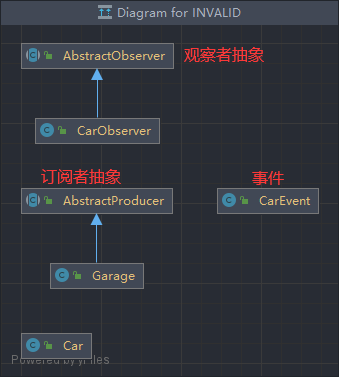 Diagram for INVALID
AbstractObserver
观察者抽象
CarObserver
订阅者抽象
事件
AbstractProducer
CarEvent
Garage
Car
Powered by yFiles